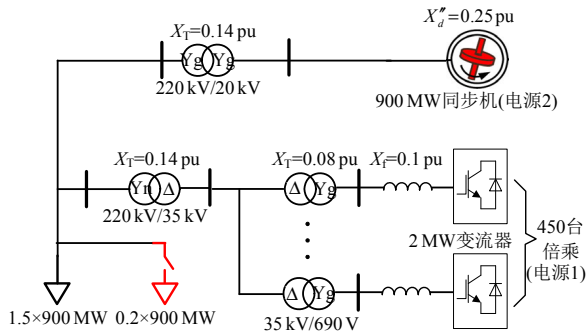 X_T=0.14 pu
Yg Yg
220 kV/20 kV
X″_d=0.25 pu
900 MW同步机(电源2)
X_T=0.14 pu
Yn Δ
220 kV/35 kV
X_T=0.08 pu
Δ Yg
X_f=0.1 pu
2 MW变流器
450台
倍乘
(电源1)
Δ Yg
35 kV/690 V
1.5×900 MW
0.2×900 MW